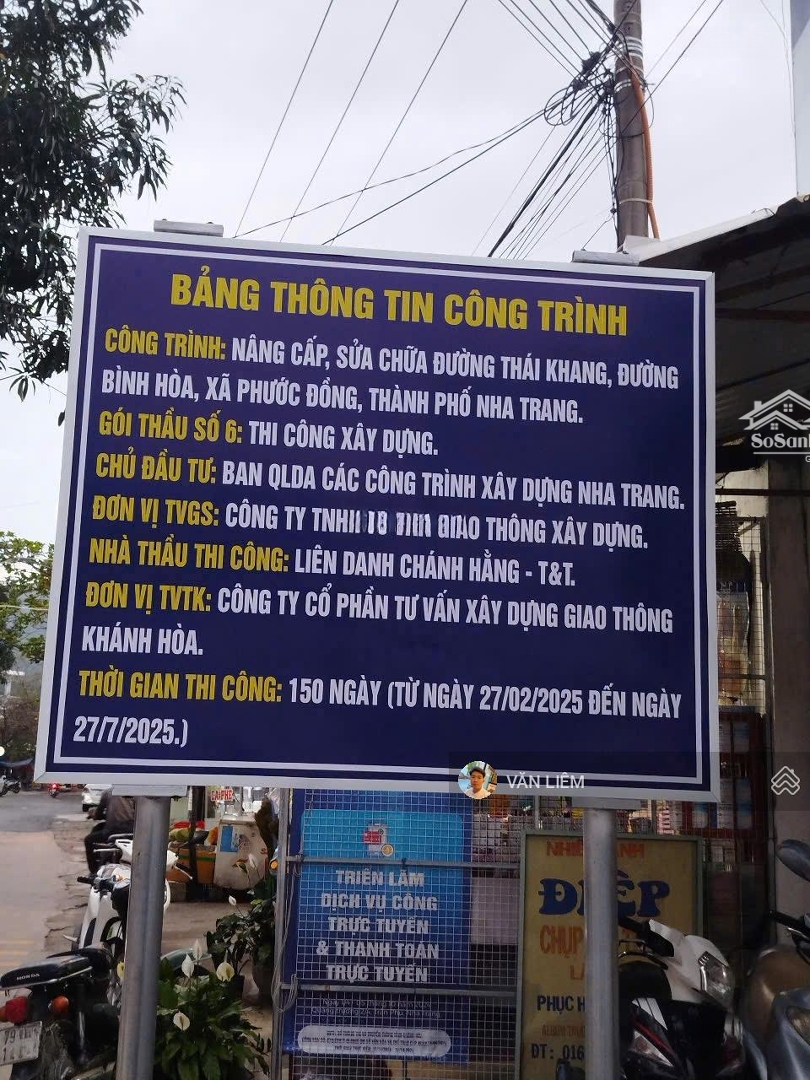 BẢNG THÔNG TIN CÔNG TRÌNH
CÔNG TRÌNH: NÂNG CẤP, SỬA CHỮA ĐƯỜNG THÁI KHANG, ĐƯỜNG
BÌNH HÒA, XÃ PHƯỚC ĐỒNG, THÀNH PHỐ NHA TRANG.
GÓI THẦU SỐ 6: THI CÔNG XÂY DỰNG.
CHỦ ĐẦU TƯ: BAN QLDA CÁC CÔNG TRÌNH XÂY DỰNG NHA TRANG.
ĐƠN VỊ TVGS: CÔNG TY TNHH GIAO THÔNG XÂY DỰNG.
NHÀ THẦU THI CÔNG: LIÊN DANH CHÁNH HẰNG - T&T.
ĐƠN VỊ TVTK: CÔNG TY CỔ PHẦN TƯ VẤN XÂY DỰNG GIAO THÔNG
KHÁNH HÒA.
THỜI GIAN THI CÔNG: 150 NGÀY (TỪ NGÀY 27/02/2025 ĐẾN NGÀY
27/7/2025.)
SoSanh
VĂN LIÊM
CÀ PHÊ
TRIỂN LÃM
DỊCH VỤ CÔNG
TRỰC TUYẾN
& THANH TOÁN
TRỰC TUYẾN
ĐIỆP
CHỤP
PHỤC H
ĐT: 016